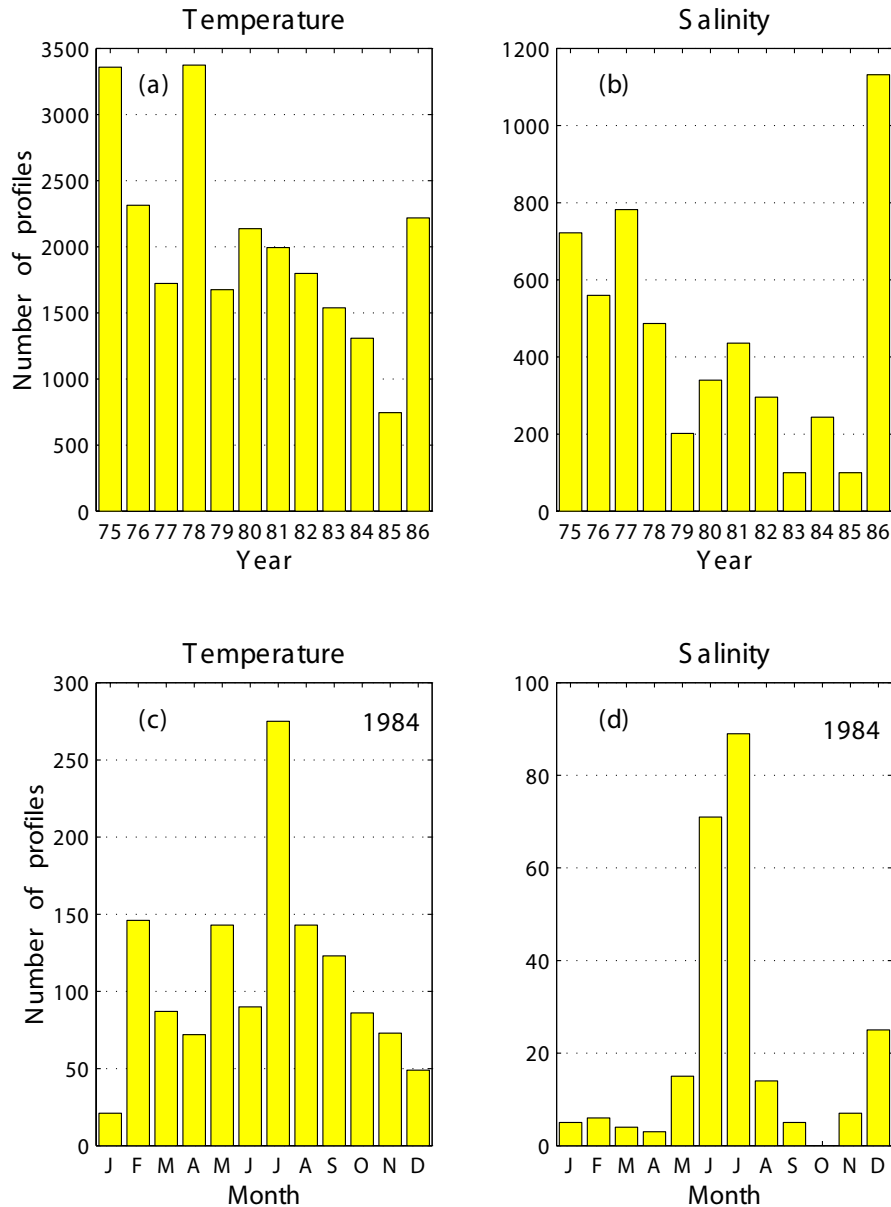 Temperature
(a)
Number of profiles
3500
3000
2500
2000
1500
1000
500
0
75 76 77 78 79 80 81 82 83 84 85 86
Year
Salinity
(b)
1200
1000
800
600
400
200
0
75 76 77 78 79 80 81 82 83 84 85 86
Year
Temperature
(c)
1984
Number of profiles
300
250
200
150
100
50
0
J F M A M J J A S O N D
Month
Salinity
(d)
1984
100
80
60
40
20
0
J F M A M J J A S O N D
Month